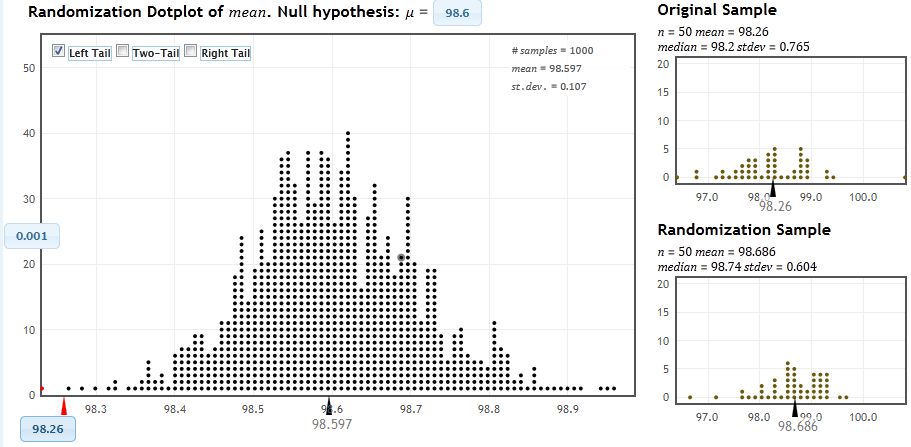 Randomization Dotplot of mean. Null hypothesis: μ = 98.6
Left Tail Two-Tail Right Tail
# samples = 1000
mean = 98.597
st.dev. = 0.107
50
40
30
20
10
0
0.001
98.3 98.4 98.5 98.6 98.7 98.8 98.9
98.597
98.26
Original Sample
n = 50 mean = 98.26
median = 98.2 stdev = 0.765
20
15
10
5
0
97.0 98.0 99.0 100.0
98.26
Randomization Sample
n = 50 mean = 98.686
median = 98.74 stdev = 0.604
20
15
10
5
0
97.0 98.0 99.0 100.0
98.686